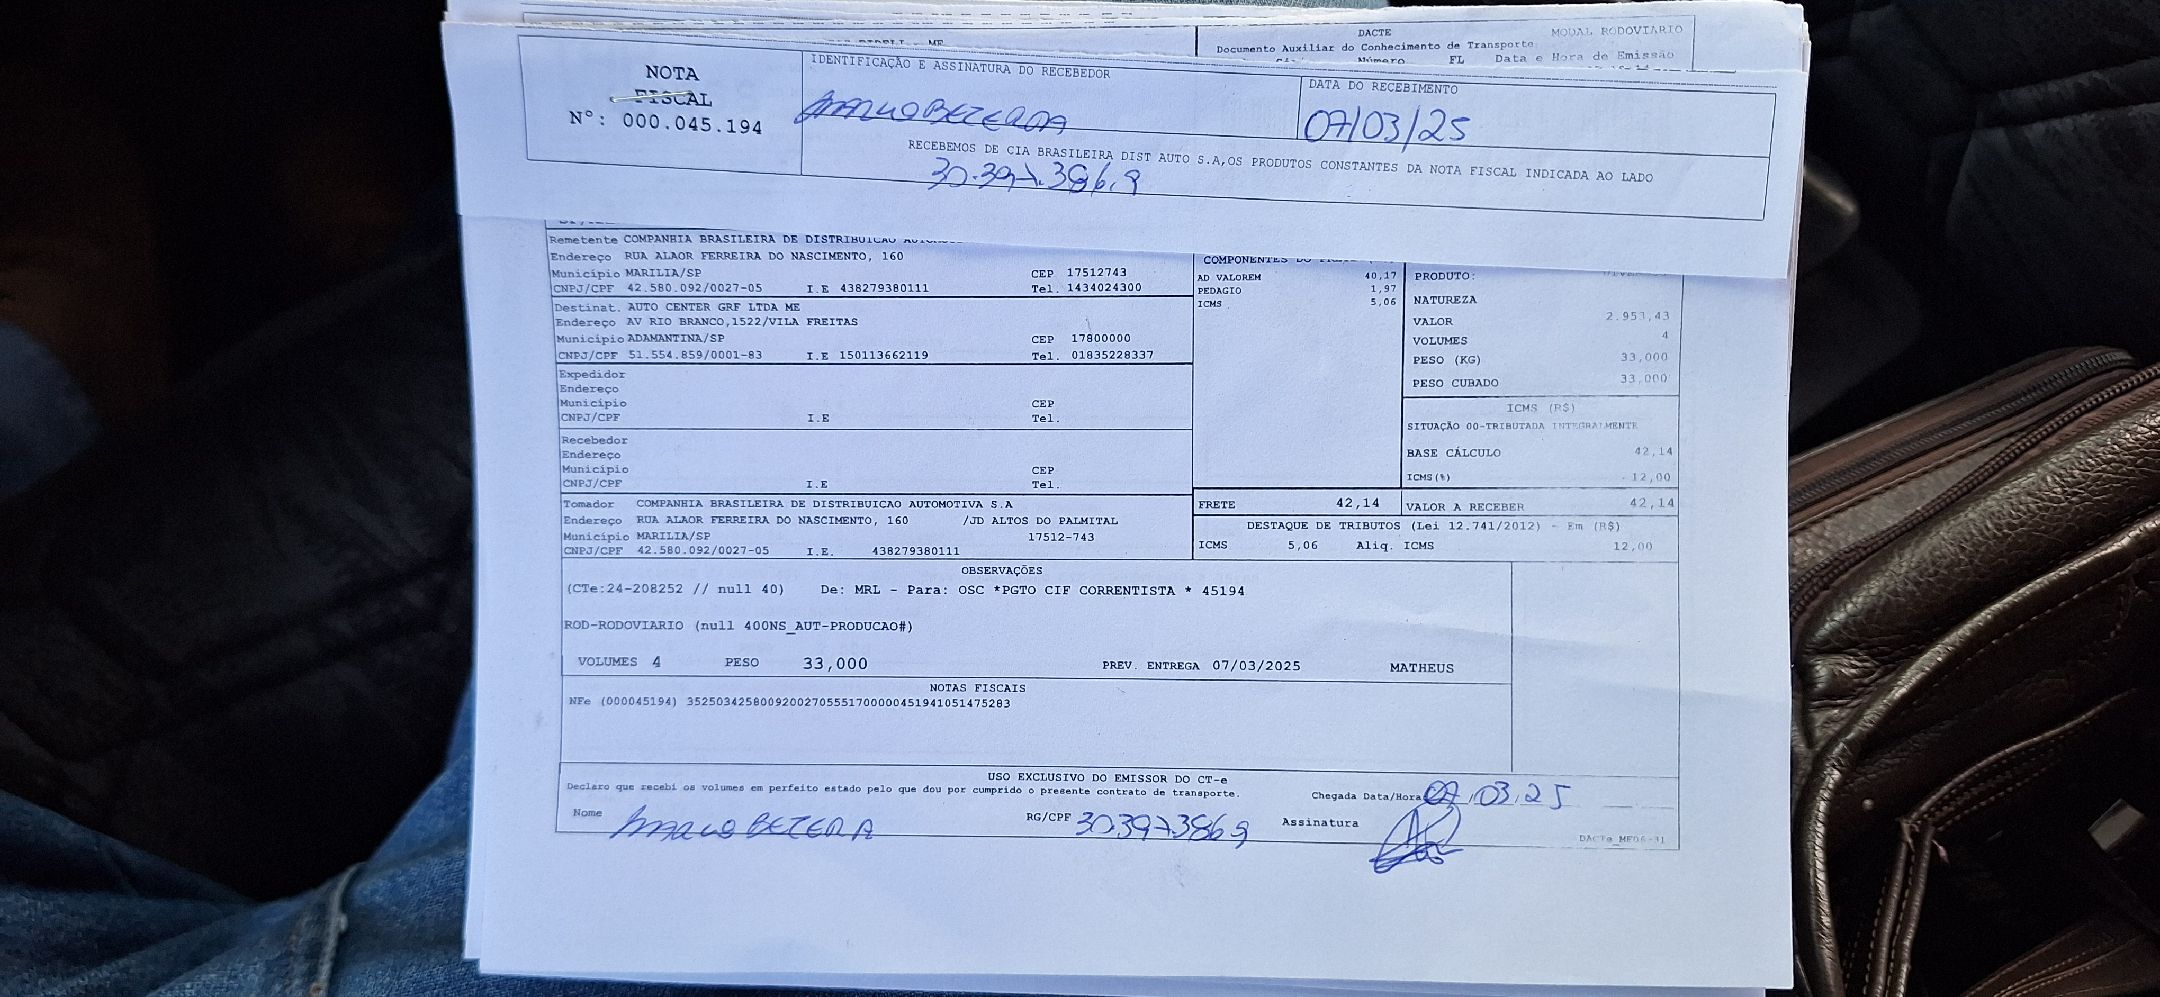 DACTE MODAL RODOVIÁRIO
Documento Auxiliar do Conhecimento de Transporte
Número FL Data e Hora de Emissão
NOTA FISCAL
Nº: 000.045.194
IDENTIFICAÇÃO E ASSINATURA DO RECEBEDOR
BEZERRA
DATA DO RECEBIMENTO
07/03/25
RECEBEMOS DE CIA BRASILEIRA DIST AUTO S.A,OS PRODUTOS CONSTANTES DA NOTA FISCAL INDICADA AO LADO
30.397.386.9
Remetente COMPANHIA BRASILEIRA DE DISTRIBUICAO
Endereço RUA ALAOR FERREIRA DO NASCIMENTO, 160
Município MARILIA/SP CEP 17512743
CNPJ/CPF 42.580.092/0027-05 I.E 438279380111 Tel. 1434024300
Destinat. AUTO CENTER GRF LTDA ME
Endereço AV RIO BRANCO,1522/VILA FREITAS
Município ADAMANTINA/SP CEP 17800000
CNPJ/CPF 51.554.859/0001-83 I.E 150113662119 Tel. 01835228337
Expedidor
Endereço
Município CEP
CNPJ/CPF I.E Tel.
Recebedor
Endereço
Município CEP
CNPJ/CPF I.E Tel.
Tomador COMPANHIA BRASILEIRA DE DISTRIBUICAO AUTOMOTIVA S.A
Endereço RUA ALAOR FERREIRA DO NASCIMENTO, 160 /JD ALTOS DO PALMITAL
Município MARILIA/SP 17512-743
CNPJ/CPF 42.580.092/0027-05 I.E. 438279380111
COMPONENTES DO
AD VALOREM 40,17
PEDAGIO 1,97
ICMS 5,06
PRODUTO:
NATUREZA
VALOR 2.953,43
VOLUMES 4
PESO (KG) 33,000
PESO CUBADO 33,000
ICMS (R$)
SITUAÇÃO 00-TRIBUTADA INTEGRALMENTE
BASE CÁLCULO 42,14
ICMS(%) 12,00
FRETE 42,14 VALOR A RECEBER 42,14
DESTAQUE DE TRIBUTOS (Lei 12.741/2012) - Em (R$)
ICMS 5,06 Aliq. ICMS 12,00
OBSERVAÇÕES
(CTe:24-208252 // null 40) De: MRL - Para: OSC *PGTO CIF CORRENTISTA * 45194
ROD-RODOVIARIO (null 400NS_AUT-PRODUCAO#)
VOLUMES 4 PESO 33,000 PREV. ENTREGA 07/03/2025 MATHEUS
NOTAS FISCAIS
NFe (000045194) 35250342580092002705551700000451941051475283
USO EXCLUSIVO DO EMISSOR DO CT-e
Declaro que recebi os volumes em perfeito estado pelo que dou por cumprido o presente contrato de transporte.
Chegada Data/Hora 07/03/25
Nome BEZERRA RG/CPF 303973869 Assinatura
DACTe_MF06-31